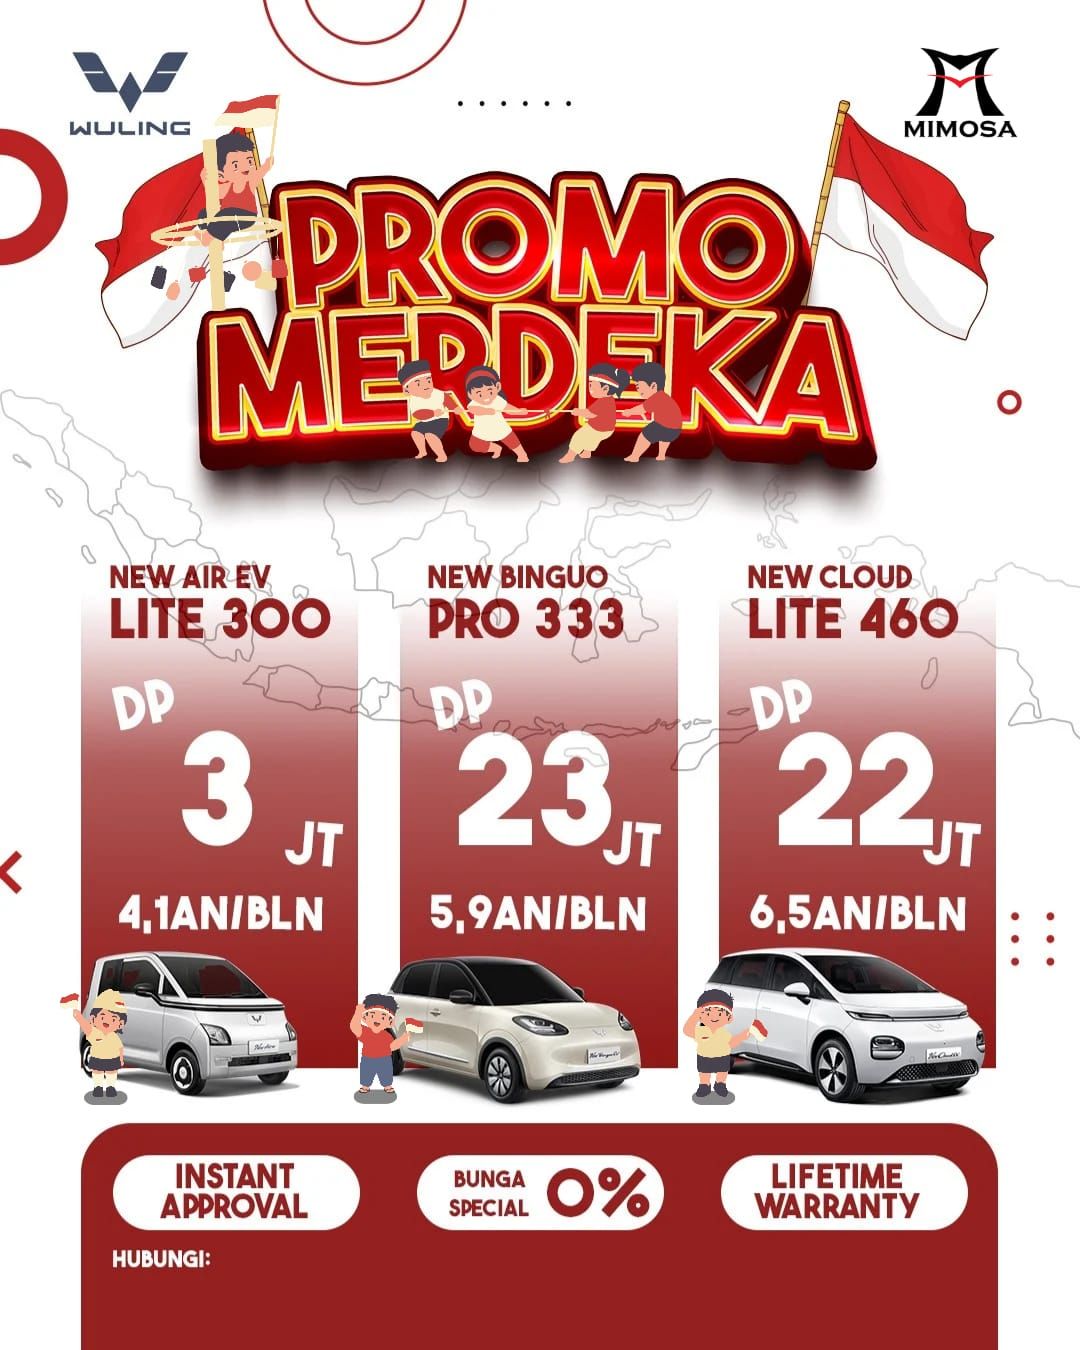 WULING
MIMOSA
PROMO
MERDEKA
NEW AIR EV
LITE 300
DP
3 JT
4,1AN/BLN
NEW BINGUO
PRO 333
DP
23 JT
5,9AN/BLN
NEW CLOUD
LITE 460
DP
22 JT
6,5AN/BLN
INSTANT
APPROVAL
BUNGA
SPECIAL
0%
LIFETIME
WARRANTY
HUBUNGI: